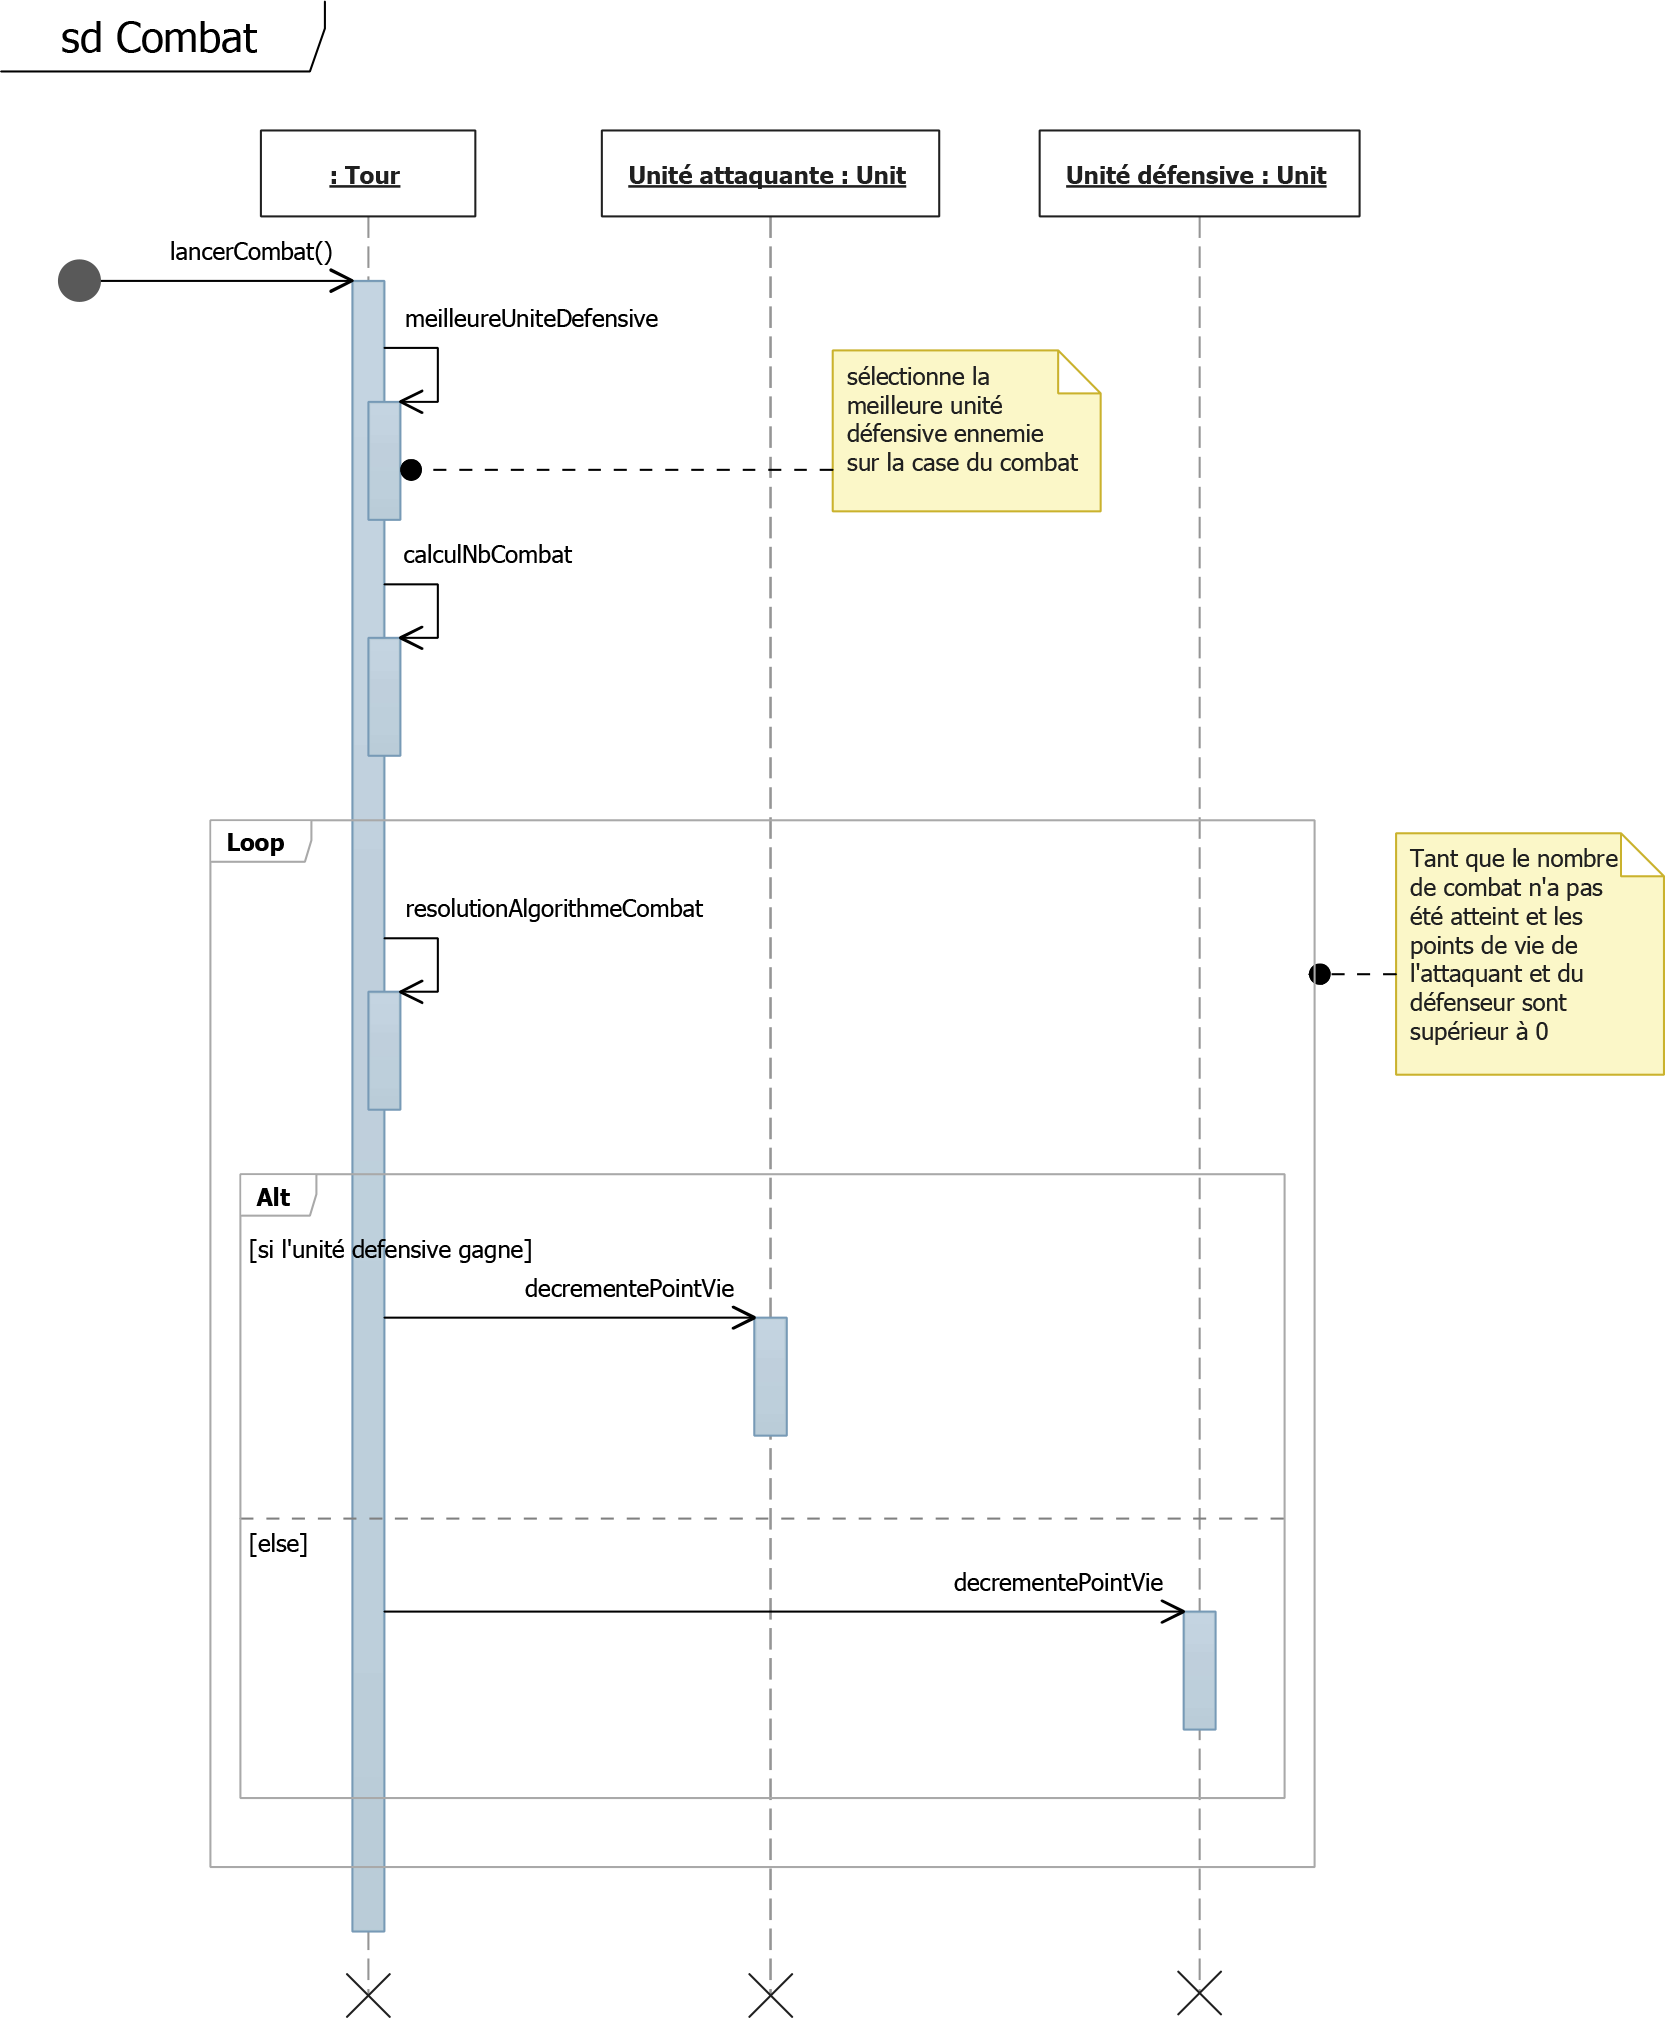 sd Combat
: Tour
Unité attaquante : Unit
Unité défensive : Unit
lancerCombat()
meilleureUniteDefensive
sélectionne la
meilleure unité
défensive ennemie
sur la case du combat
calculNbCombat
Loop
Tant que le nombre
de combat n'a pas
été atteint et les
points de vie de
l'attaquant et du
défenseur sont
supérieur à 0
resolutionAlgorithmeCombat
Alt
[si l'unité defensive gagne]
decrementePointVie
[else]
decrementePointVie